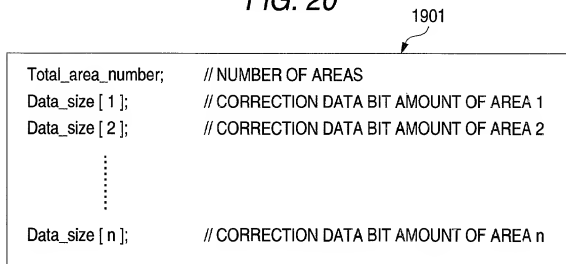 FIG. 20
1901
Total_area_number; // NUMBER OF AREAS
Data_size [ 1 ]; // CORRECTION DATA BIT AMOUNT OF AREA 1
Data_size [ 2 ]; // CORRECTION DATA BIT AMOUNT OF AREA 2
Data_size [ n ]; // CORRECTION DATA BIT AMOUNT OF AREA n